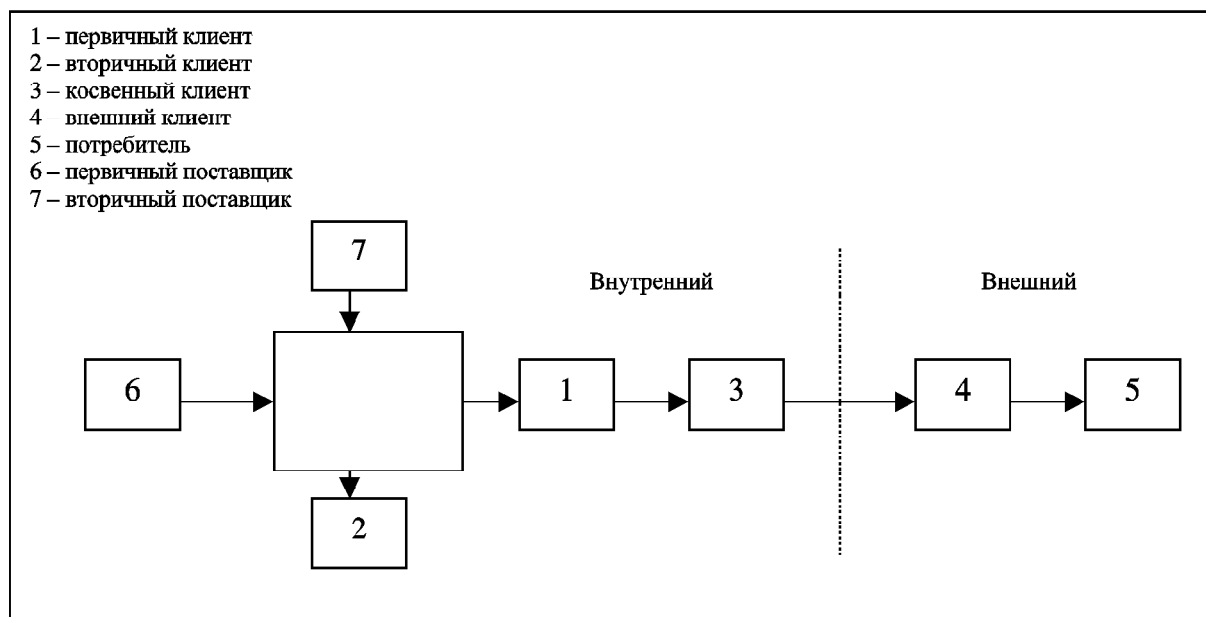 1 – первичный клиент
2 – вторичный клиент
3 – косвенный клиент
4 – внешний клиент
5 – потребитель
6 – первичный поставщик
7 – вторичный поставщик
7
Внутренний
Внешний
6
1
3
4
5
2